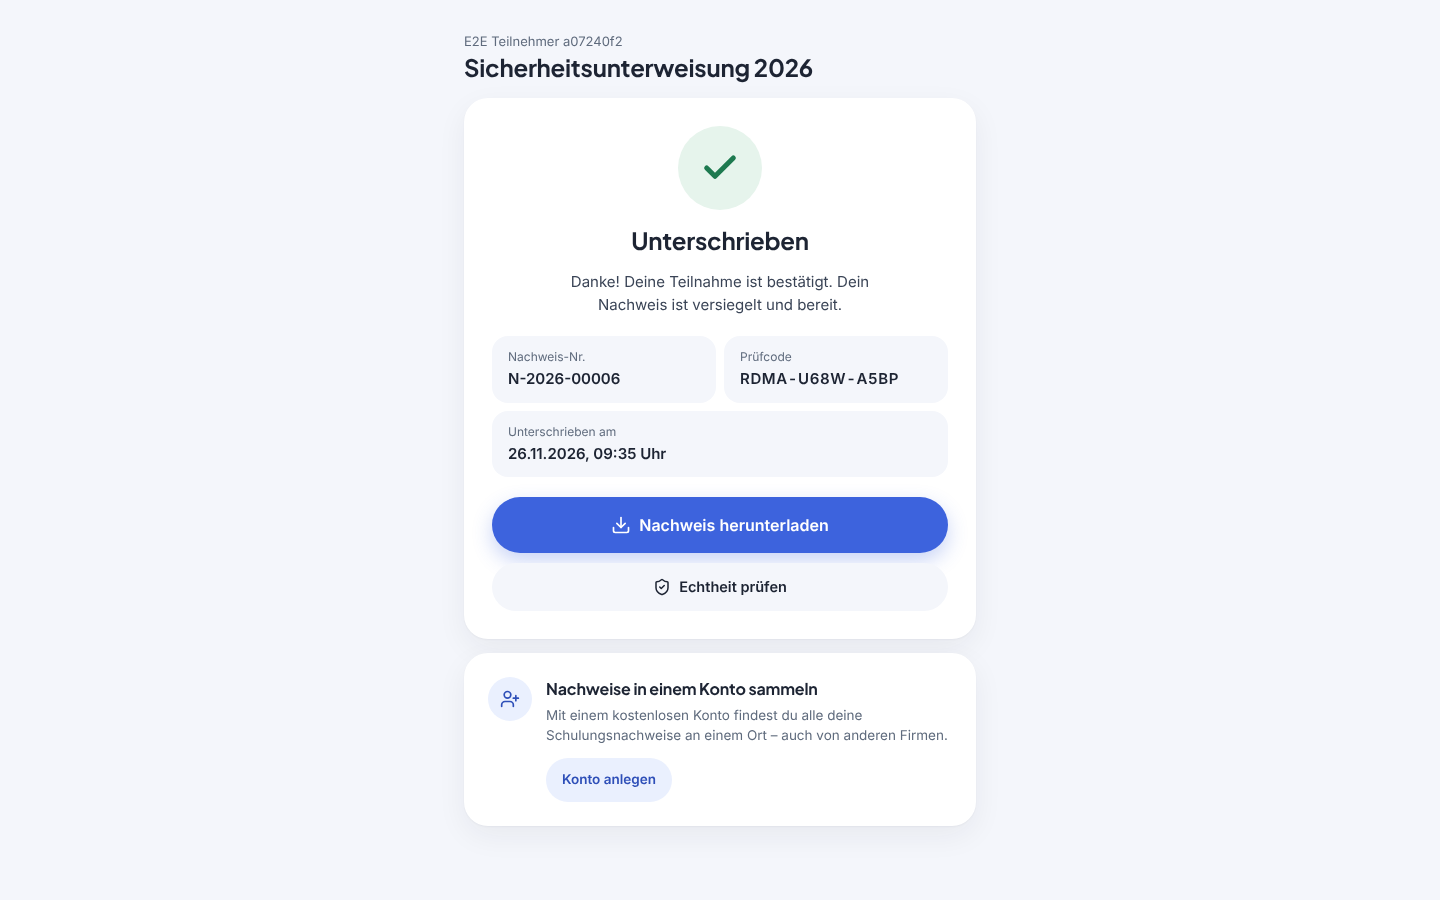 E2E Teilnehmer a07240f2
Sicherheitsunterweisung 2026
Unterschrieben
Danke! Deine Teilnahme ist bestätigt. Dein
Nachweis ist versiegelt und bereit.
Nachweis-Nr.
N-2026-00006
Prüfcode
RDMA-U68W-A5BP
Unterschrieben am
26.11.2026, 09:35 Uhr
Nachweis herunterladen
Echtheit prüfen
Nachweise in einem Konto sammeln
Mit einem kostenlosen Konto findest du alle deine
Schulungsnachweise an einem Ort – auch von anderen Firmen.
Konto anlegen